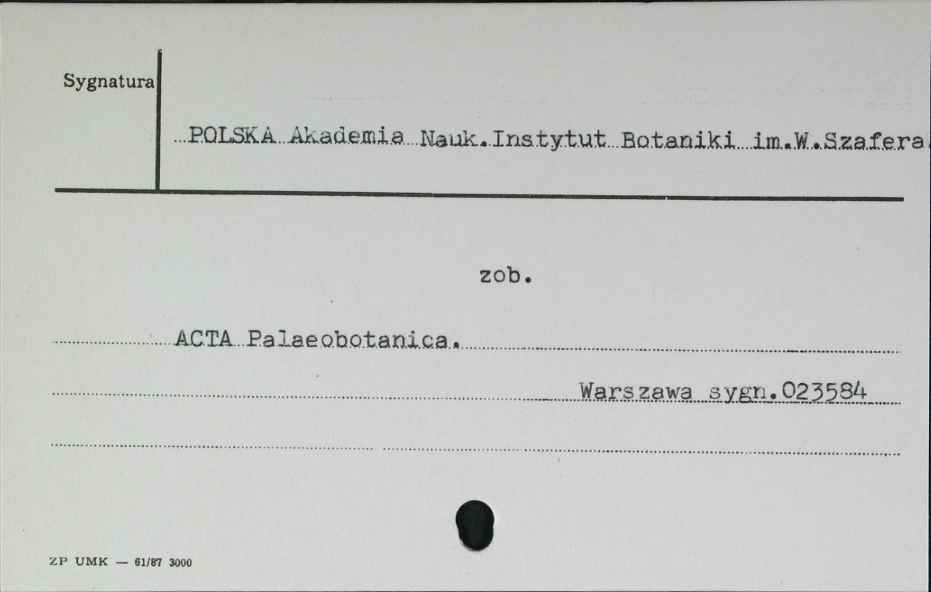 Sygnatura
POLSKA Akademia Nauk.Instytut Botaniki im.W.Szafera.
zob.
ACTA Palaeobotanica.
Warszawa sygn.023584
ZP UMK — 61/87 3000